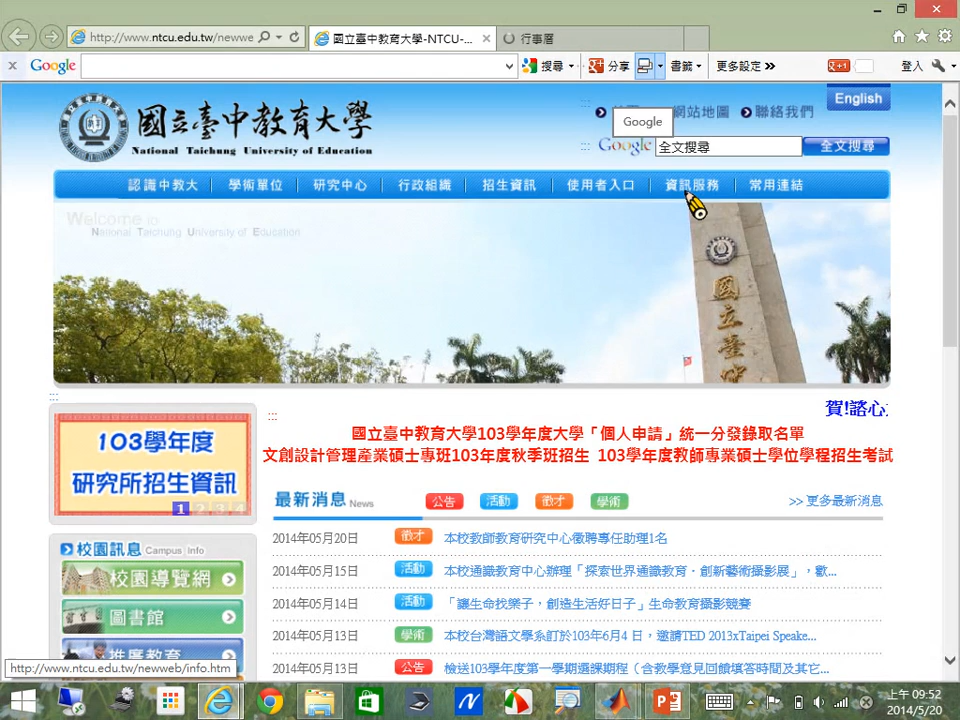 http://www.ntcu.edu.tw/newwe
國立臺中教育大學-NTCU-...
行事曆
Google
搜尋
分享
書籤
更多設定 »
登入
國立臺中教育大學
National Taichung University of Education
網站地圖
聯絡我們
English
Google
Google
全文搜尋
全文搜尋
認識中教大
學術單位
研究中心
行政組織
招生資訊
使用者入口
資訊服務
常用連結
Welcome to
National Taichung University of Education
國立臺中
賀!諮心
國立臺中教育大學103學年度大學「個人申請」統一分發錄取名單
文創設計管理產業碩士專班103年度秋季班招生 103學年度教師專業碩士學位學程招生考試
103學年度
研究所招生資訊
1 2 3 4
最新消息 News
公告
活動
徵才
學術
>> 更多最新消息
2014年05月20日 徵才 本校教師教育研究中心徵聘專任助理1名
2014年05月15日 活動 本校通識教育中心辦理「探索世界通識教育．創新藝術攝影展」，歡...
2014年05月14日 活動 「讓生命找樂子，創造生活好日子」生命教育攝影競賽
2014年05月13日 學術 本校台灣語文學系訂於103年6月4 日，邀請TED 2013xTaipei Speake...
2014年05月13日 公告 檢送103學年度第一學期選課期程（含教學意見回饋填答時間及其它...
校園訊息 Campus Info
校園導覽網
圖書館
推廣教育
http://www.ntcu.edu.tw/newweb/info.htm
上午 09:52
2014/5/20